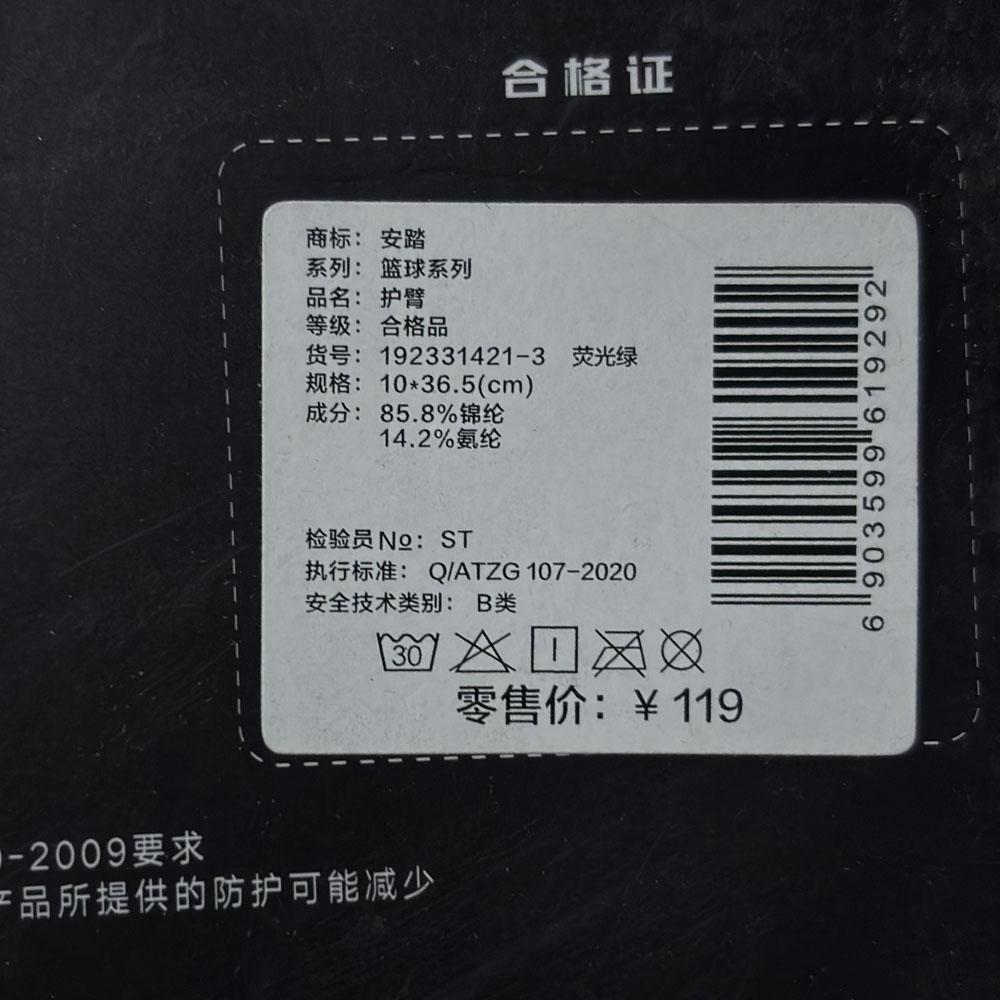 合格证
商标：安踏
系列：篮球系列
品名：护臂
等级：合格品
货号：192331421-3 荧光绿
规格：10*36.5(cm)
成分：85.8%锦纶
14.2%氨纶
检验员No：ST
执行标准：Q/ATZG 107-2020
安全技术类别：B类
30
零售价：¥119
6 903599 619292
-2009要求
产品所提供的防护可能减少